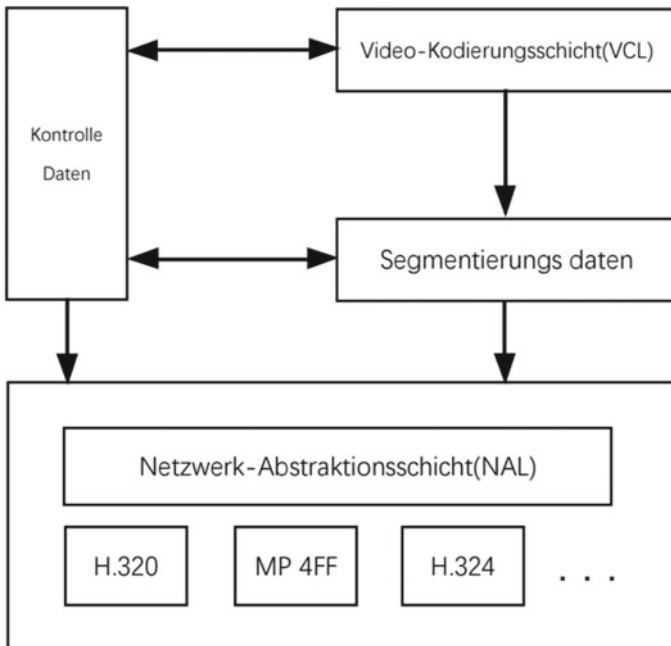 Video-Kodierungsschicht(VCL)
Kontrolle
Daten
Segmentierungs daten
Netzwerk-Abstraktionsschicht(NAL)
H.320
MP 4FF
H.324
. . .